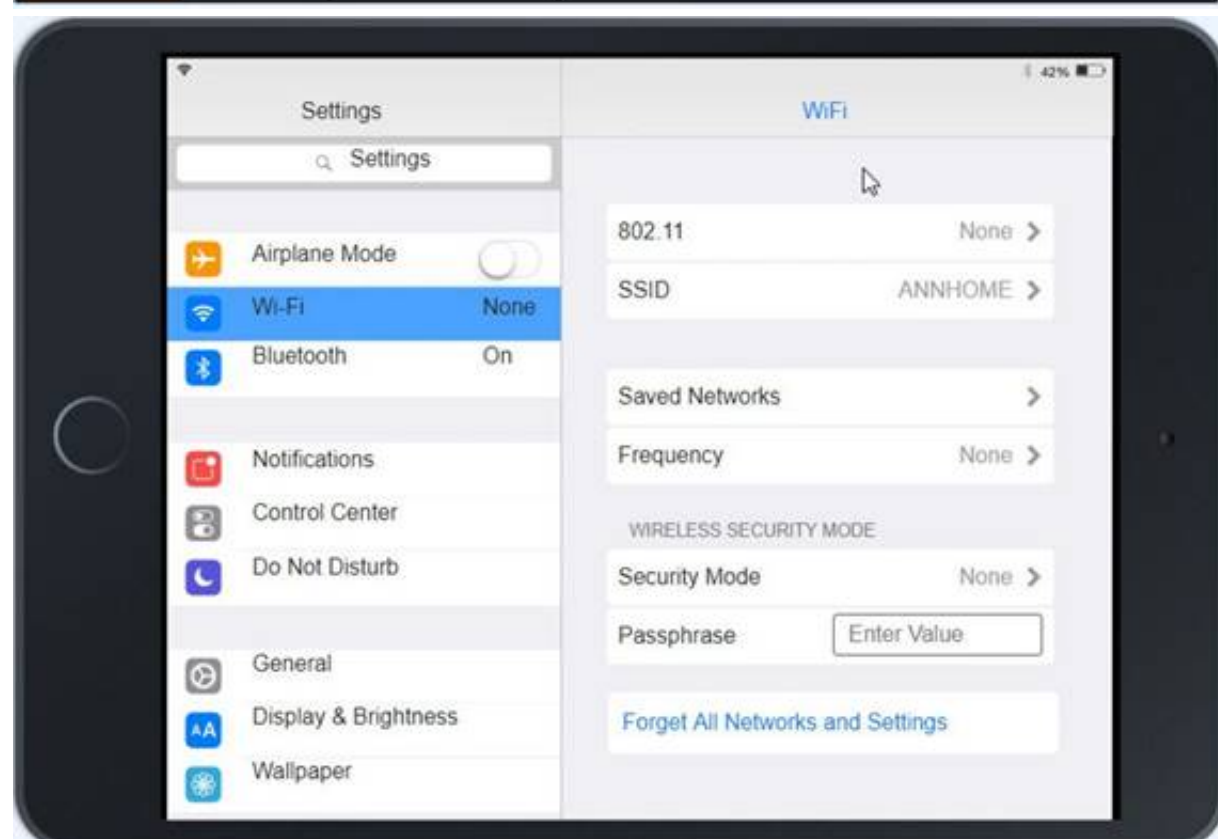 42%
Settings
WiFi
Settings
Airplane Mode
Wi-Fi None
Bluetooth On
Notifications
Control Center
Do Not Disturb
General
Display & Brightness
Wallpaper
802.11 None
SSID ANNHOME
Saved Networks
Frequency None
WIRELESS SECURITY MODE
Security Mode None
Passphrase Enter Value
Forget All Networks and Settings